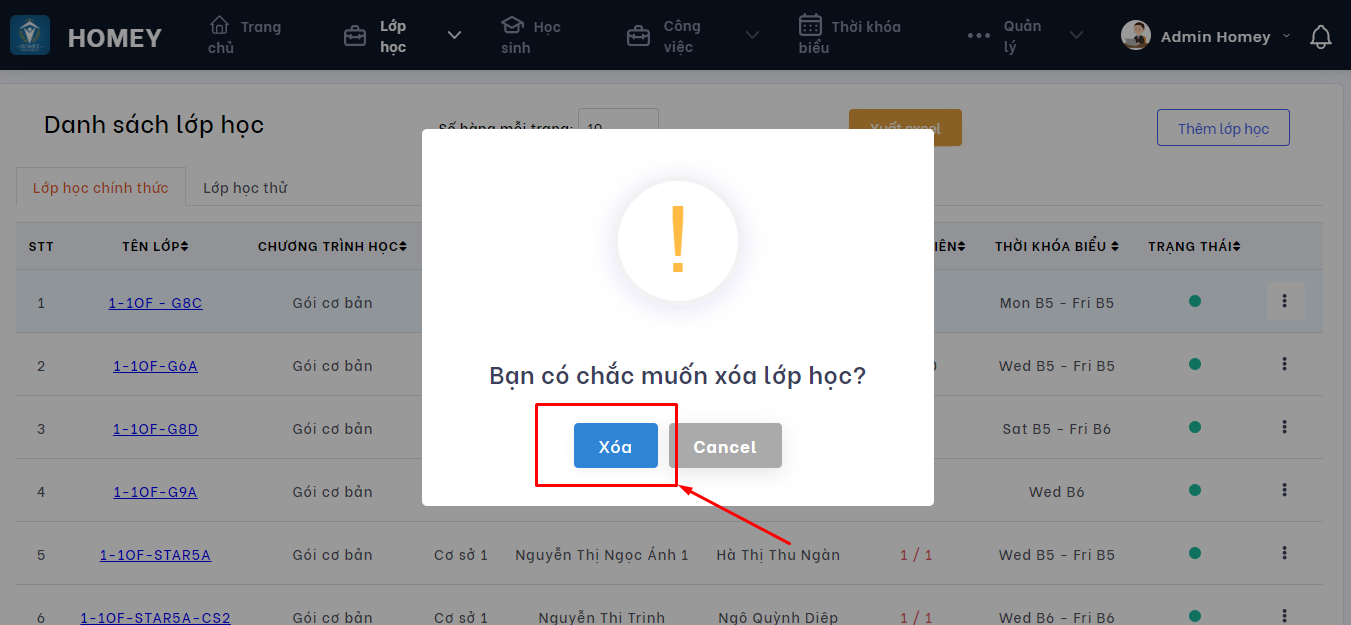 HOMEY
HOMEY
Trang chủ
Lớp học
Học sinh
Công việc
Thời khóa biểu
Quản lý
Admin Homey
Danh sách lớp học
Số hàng mỗi trang: 10
Xuất excel
Thêm lớp học
Lớp học chính thức
Lớp học thử
STT TÊN LỚP CHƯƠNG TRÌNH HỌC IÊN THỜI KHÓA BIỂU TRẠNG THÁI
1 1-1OF - G8C Gói cơ bản Mon B5 - Fri B5
2 1-1OF-G6A Gói cơ bản Wed B5 - Fri B5
3 1-1OF-G8D Gói cơ bản Sat B5 - Fri B6
4 1-1OF-G9A Gói cơ bản Wed B6
5 1-1OF-STAR5A Gói cơ bản Cơ sở 1 Nguyễn Thị Ngọc Ánh 1 Hà Thị Thu Ngàn 1 / 1 Wed B5 - Fri B5
6 1-1OF-STAR5A-CS2 Gói cơ bản Cơ sở 1 Nguyễn Thị Trinh Ngô Quỳnh Diệp 1 / 1 Wed B6 - Fri B6
!
Bạn có chắc muốn xóa lớp học?
Xóa
Cancel